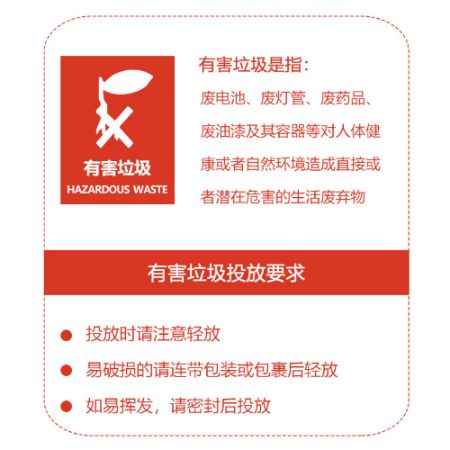 有害垃圾
HAZARDOUS WASTE
有害垃圾是指：
废电池、废灯管、废药品、
废油漆及其容器等对人体健
康或者自然环境造成直接或
者潜在危害的生活废弃物
有害垃圾投放要求
投放时请注意轻放
易破损的请连带包装或包裹后轻放
如易挥发，请密封后投放